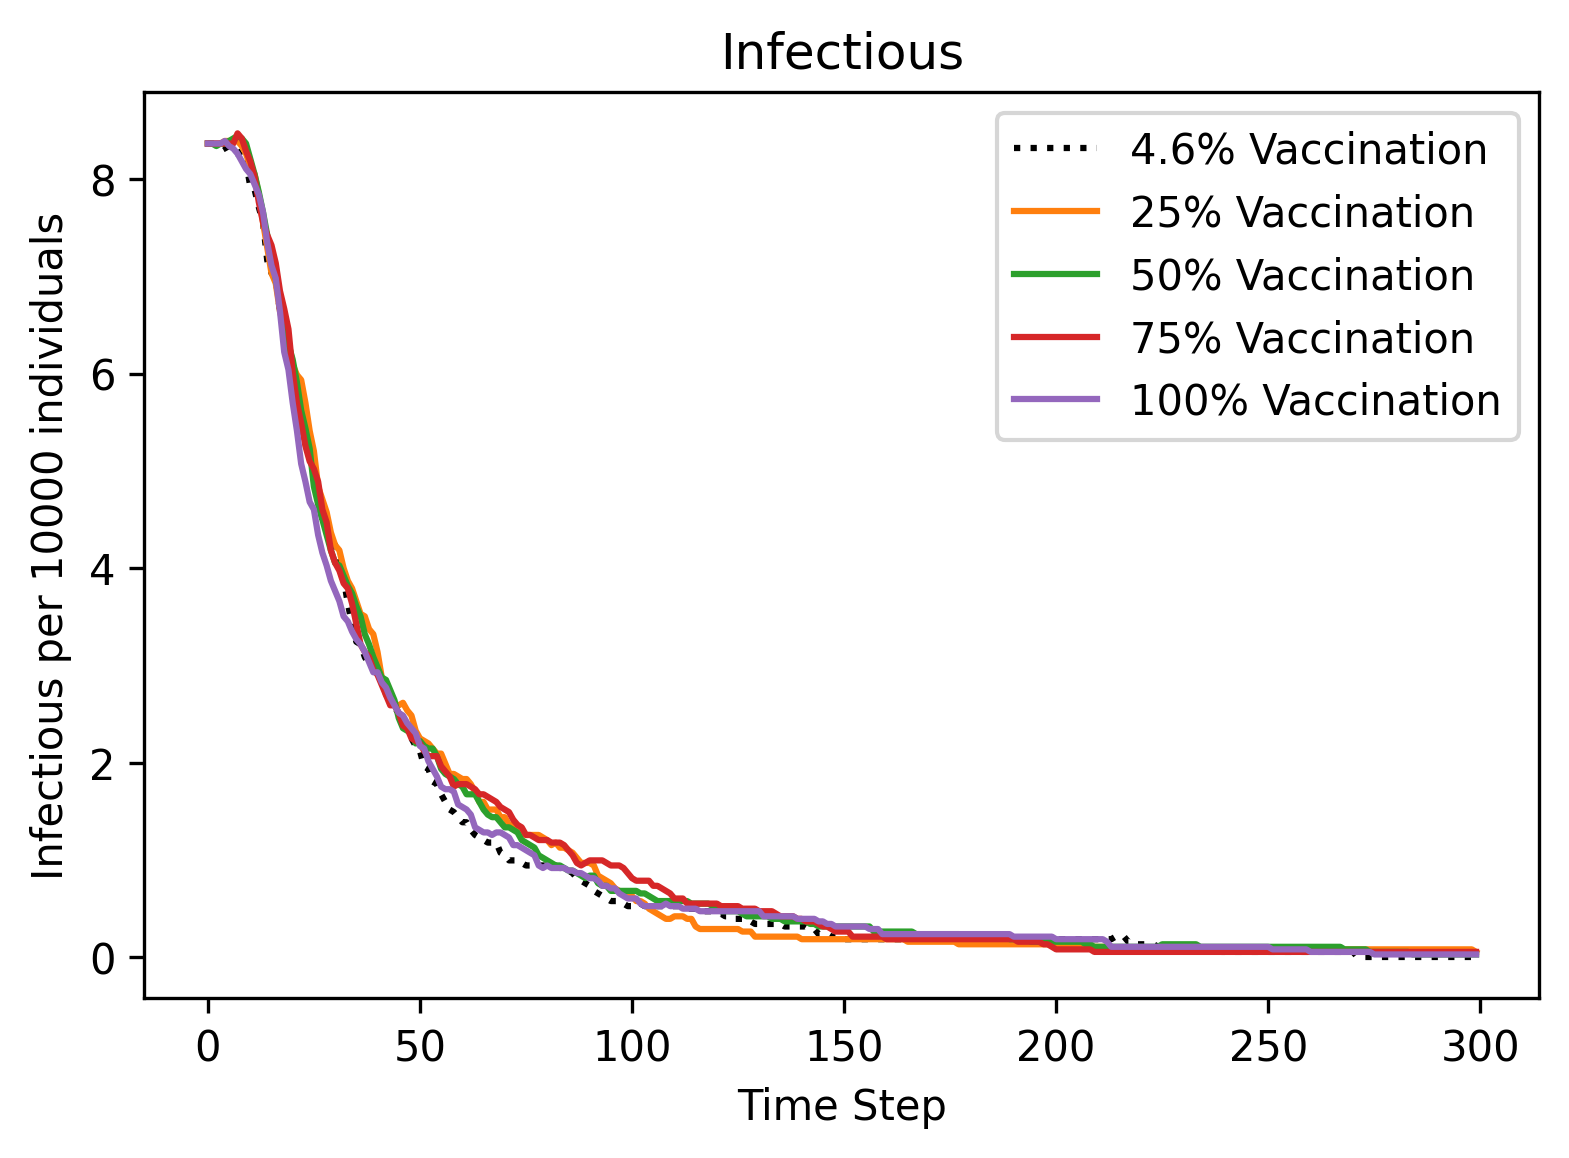 Infectious
Infectious per 10000 individuals
8
6
4
2
0
4.6% Vaccination
25% Vaccination
50% Vaccination
75% Vaccination
100% Vaccination
0 50 100 150 200 250 300
Time Step